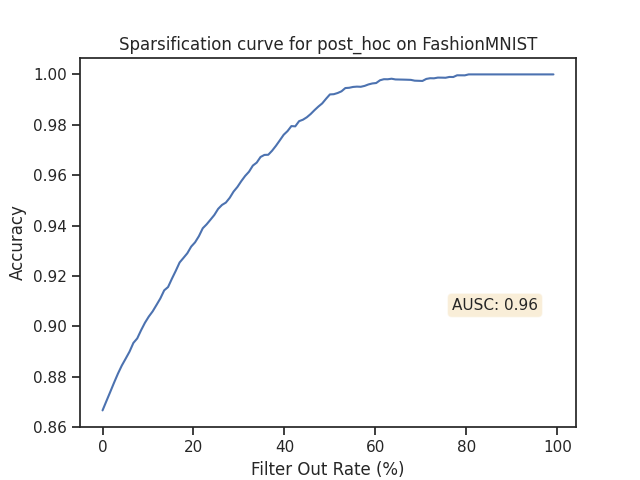 Sparsification curve for post_hoc on FashionMNIST
1.00
0.98
0.96
0.94
0.92
0.90
0.88
0.86
Accuracy
AUSC: 0.96
0 20 40 60 80 100
Filter Out Rate (%)